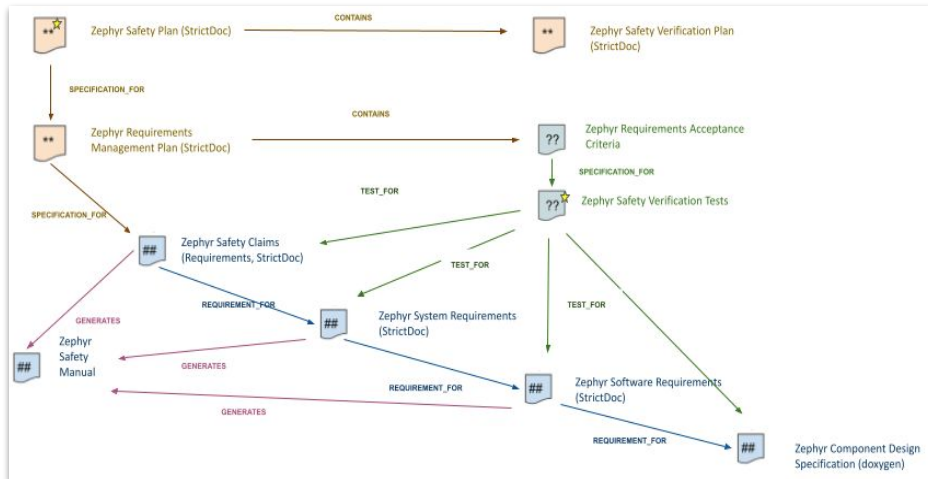 CONTAINS
**
Zephyr Safety Plan (StrictDoc)
**
Zephyr Safety Verification Plan
(StrictDoc)
SPECIFICATION_FOR
CONTAINS
**
Zephyr Requirements
Management Plan (StrictDoc)
??
Zephyr Requirements Acceptance
Criteria
SPECIFICATION_FOR
TEST_FOR
??
Zephyr Safety Verification Tests
SPECIFICATION_FOR
##
Zephyr Safety Claims
(Requirements, StrictDoc)
TEST_FOR
REQUIREMENT_FOR
TEST_FOR
GENERATES
##
Zephyr System Requirements
(StrictDoc)
##
Zephyr
Safety
Manual
GENERATES
REQUIREMENT_FOR
##
Zephyr Software Requirements
(StrictDoc)
GENERATES
REQUIREMENT_FOR
##
Zephyr Component Design
Specification (doxygen)